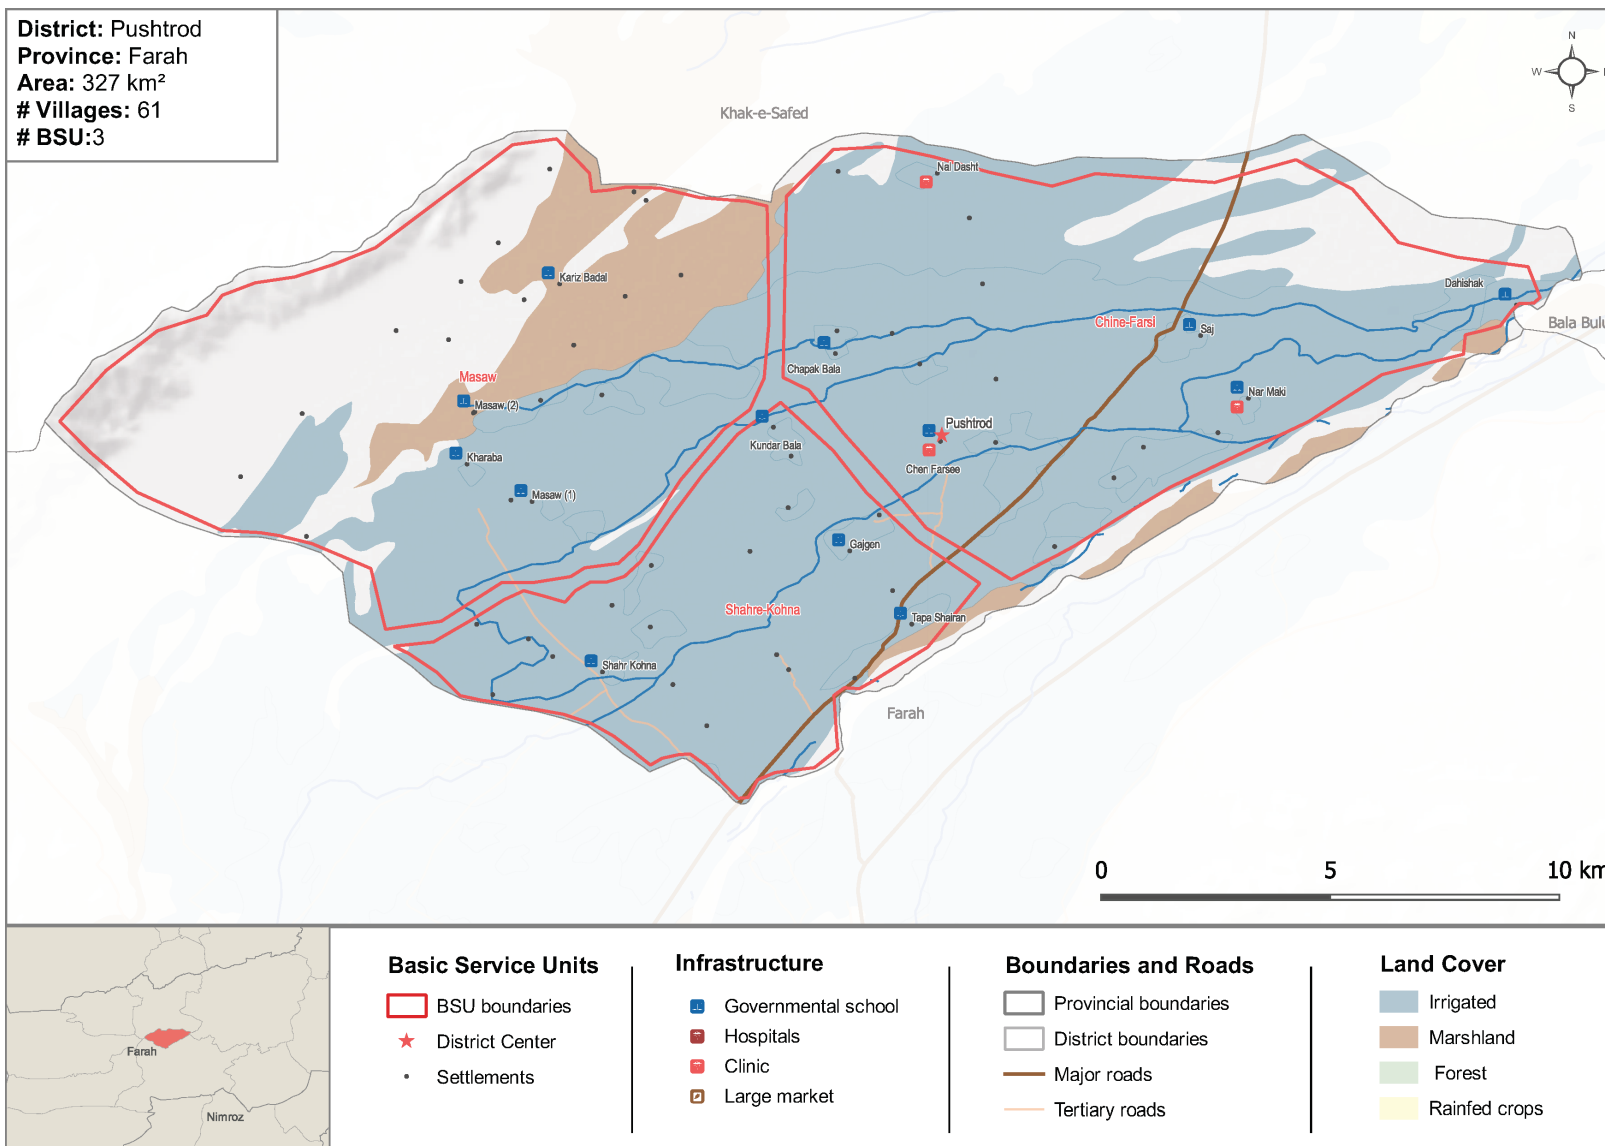 District: Pushtrod
Province: Farah
Area: 327 km²
# Villages: 61
# BSU:3
N
W
S
Khak-e-Safed
Nal Dasht
Kariz Badal
Dahishak
Bala Bulu
Chine-Farsi
Saj
Chapak Bala
Masaw
Masaw (2)
Nar Maki
Pushtrod
Kundar Bala
Kharaba
Chen Farsee
Masaw (1)
Gajgen
Shahre-Kohna
Tapa Shairan
Shahr Kohna
Farah
0 5 10 km
Farah
Nimroz
Basic Service Units
BSU boundaries
District Center
Settlements
Infrastructure
Governmental school
Hospitals
Clinic
Large market
Boundaries and Roads
Provincial boundaries
District boundaries
Major roads
Tertiary roads
Land Cover
Irrigated
Marshland
Forest
Rainfed crops